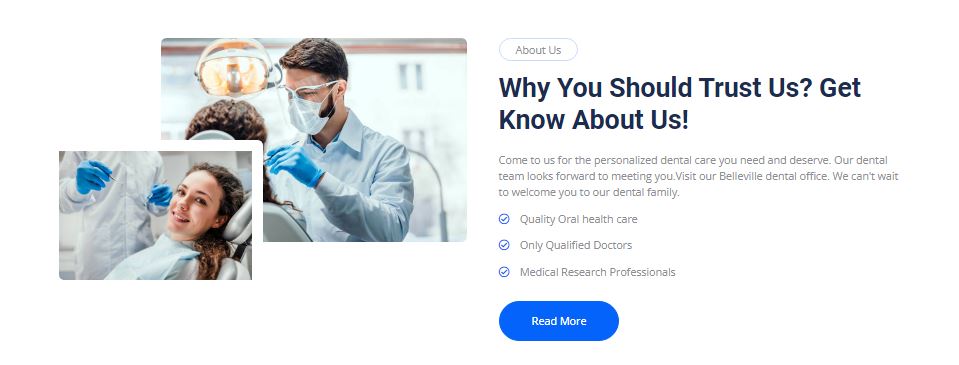 About Us
Why You Should Trust Us? Get
Know About Us!
Come to us for the personalized dental care you need and deserve. Our dental
team looks forward to meeting you.Visit our Belleville dental office. We can't wait
to welcome you to our dental family.
Quality Oral health care
Only Qualified Doctors
Medical Research Professionals
Read More